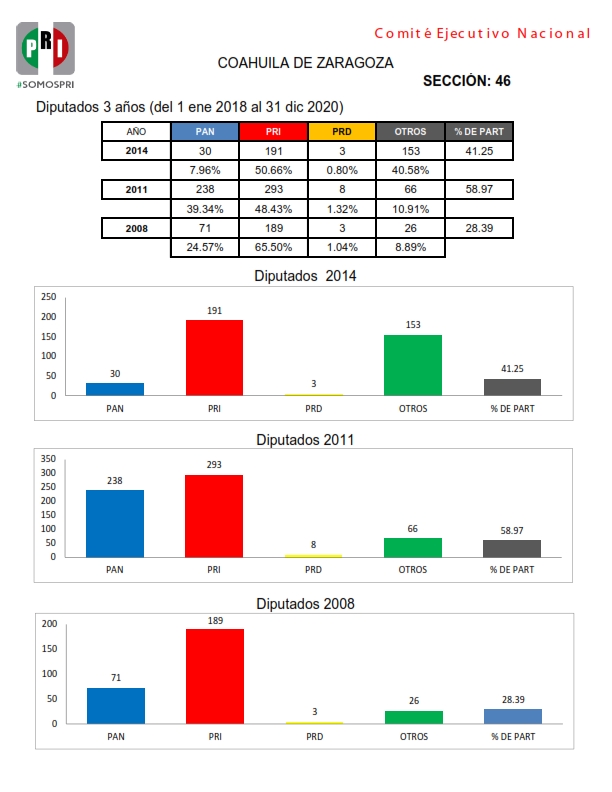 Comité Ejecutivo Nacional
PRI
#SOMOSPRI
COAHUILA DE ZARAGOZA
SECCIÓN: 46
Diputados 3 años (del 1 ene 2018 al 31 dic 2020)
AÑO PAN PRI PRD OTROS % DE PART
2014 30 191 3 153 41.25
7.96% 50.66% 0.80% 40.58%
2011 238 293 8 66 58.97
39.34% 48.43% 1.32% 10.91%
2008 71 189 3 26 28.39
24.57% 65.50% 1.04% 8.89%
Diputados 2014
250
200
150
100
50
0
30 191 3 153 41.25
PAN PRI PRD OTROS % DE PART
Diputados 2011
350
300
250
200
150
100
50
0
238 293 8 66 58.97
PAN PRI PRD OTROS % DE PART
Diputados 2008
200
150
100
50
0
71 189 3 26 28.39
PAN PRI PRD OTROS % DE PART